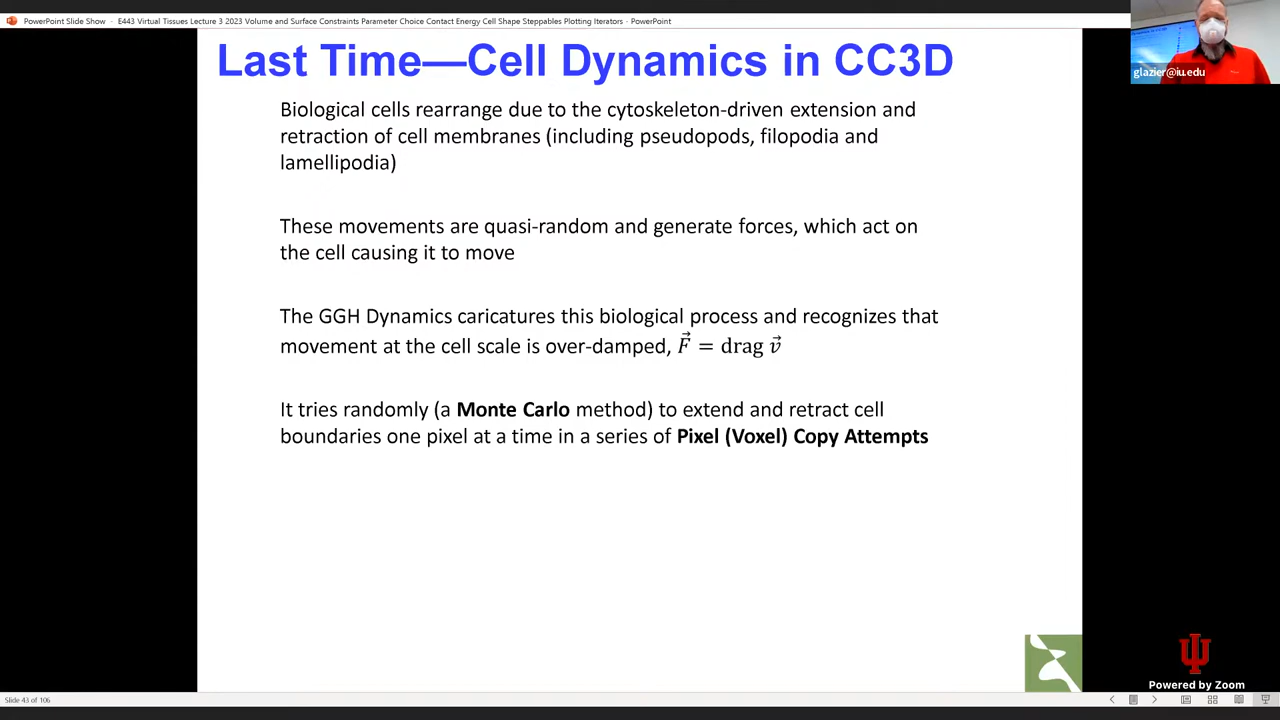 PowerPoint Slide Show - E443 Virtual Tissues Lecture 3 2023 Volume and Surface Constraints Parameter Choice Contact Energy Cell Shape Steppables Plotting Iterators - PowerPoint
glazier@iu.edu
Last Time—Cell Dynamics in CC3D
Biological cells rearrange due to the cytoskeleton-driven extension and
retraction of cell membranes (including pseudopods, filopodia and
lamellipodia)
These movements are quasi-random and generate forces, which act on
the cell causing it to move
The GGH Dynamics caricatures this biological process and recognizes that
movement at the cell scale is over-damped, F⃗ = drag v⃗
It tries randomly (a Monte Carlo method) to extend and retract cell
boundaries one pixel at a time in a series of Pixel (Voxel) Copy Attempts
Powered by Zoom
Slide 43 of 106